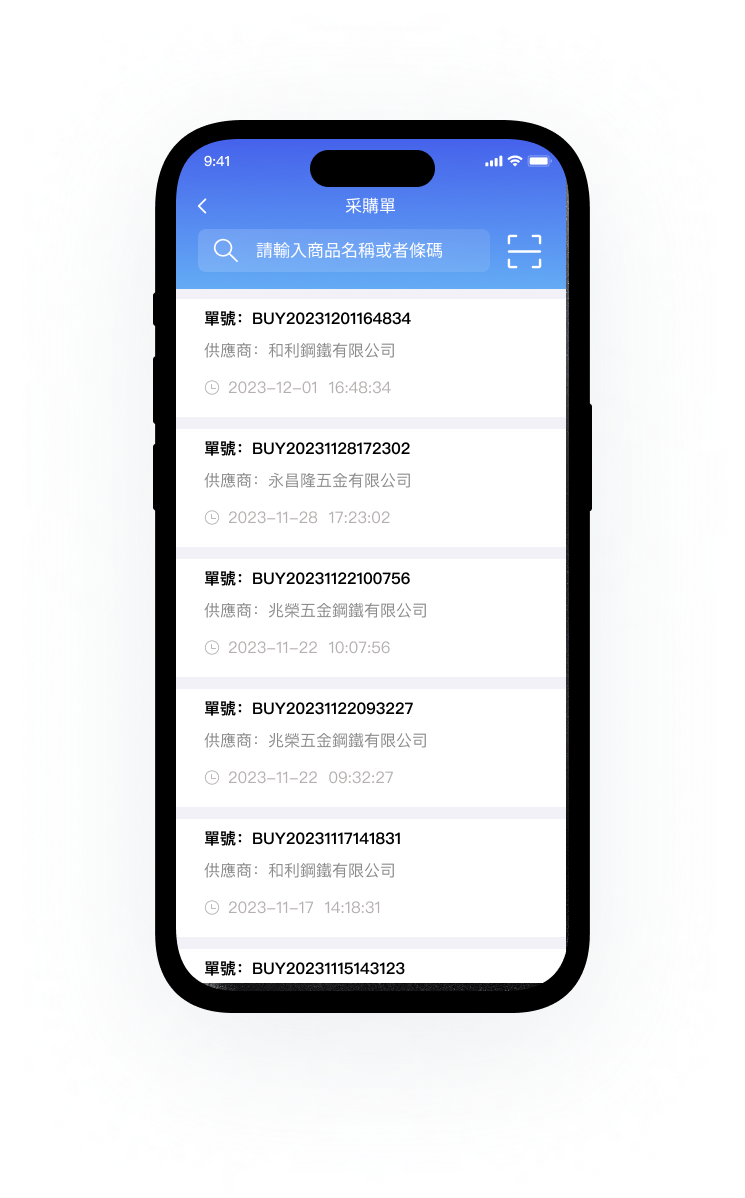 9:41
采購單
請輸入商品名稱或者條碼
單號：BUY20231201164834
供應商：和利鋼鐵有限公司
2023-12-01 16:48:34
單號：BUY20231128172302
供應商：永昌隆五金有限公司
2023-11-28 17:23:02
單號：BUY20231122100756
供應商：兆榮五金鋼鐵有限公司
2023-11-22 10:07:56
單號：BUY20231122093227
供應商：兆榮五金鋼鐵有限公司
2023-11-22 09:32:27
單號：BUY20231117141831
供應商：和利鋼鐵有限公司
2023-11-17 14:18:31
單號：BUY20231115143123